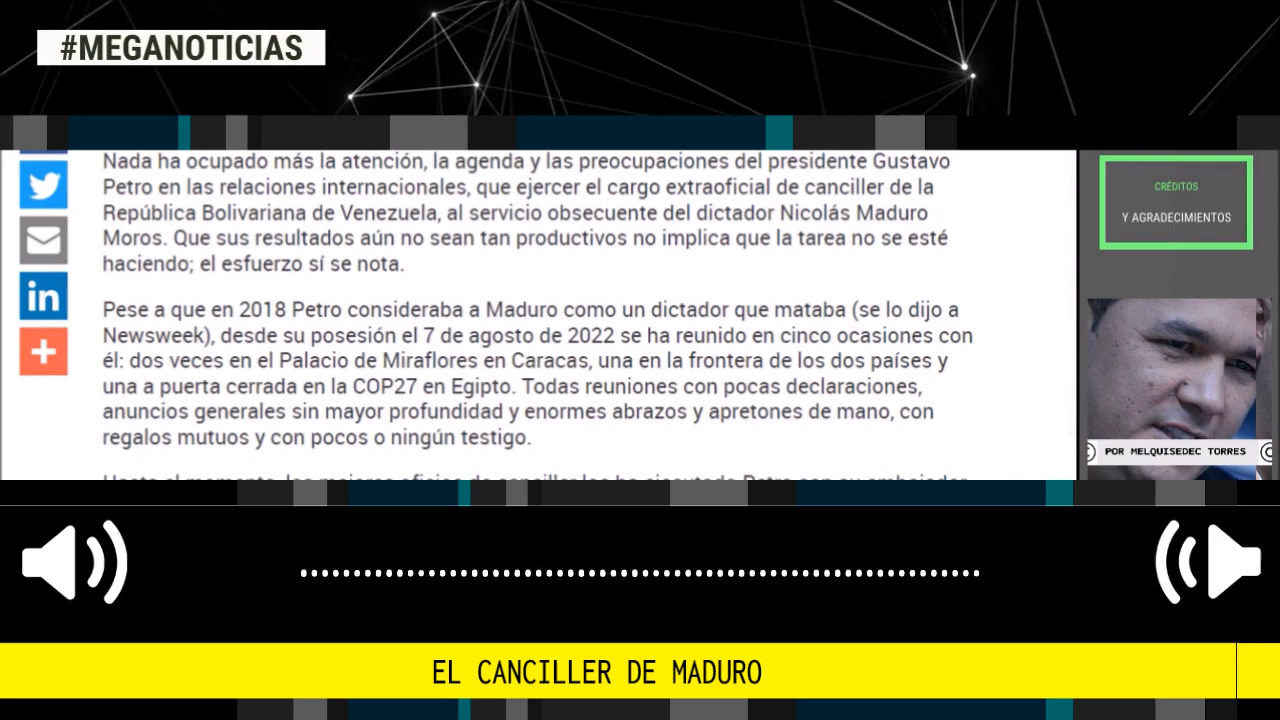 #MEGANOTICIAS
Nada ha ocupado más la atención, la agenda y las preocupaciones del presidente Gustavo
Petro en las relaciones internacionales, que ejercer el cargo extraoficial de canciller de la
República Bolivariana de Venezuela, al servicio obsecuente del dictador Nicolás Maduro
Moros. Que sus resultados aún no sean tan productivos no implica que la tarea no se esté
haciendo; el esfuerzo sí se nota.
Pese a que en 2018 Petro consideraba a Maduro como un dictador que mataba (se lo dijo a
Newsweek), desde su posesión el 7 de agosto de 2022 se ha reunido en cinco ocasiones con
él: dos veces en el Palacio de Miraflores en Caracas, una en la frontera de los dos países y
una a puerta cerrada en la COP27 en Egipto. Todas reuniones con pocas declaraciones,
anuncios generales sin mayor profundidad y enormes abrazos y apretones de mano, con
regalos mutuos y con pocos o ningún testigo.
in
CRÉDITOS
Y AGRADECIMIENTOS
POR MELQUISEDEC TORRES
EL CANCILLER DE MADURO